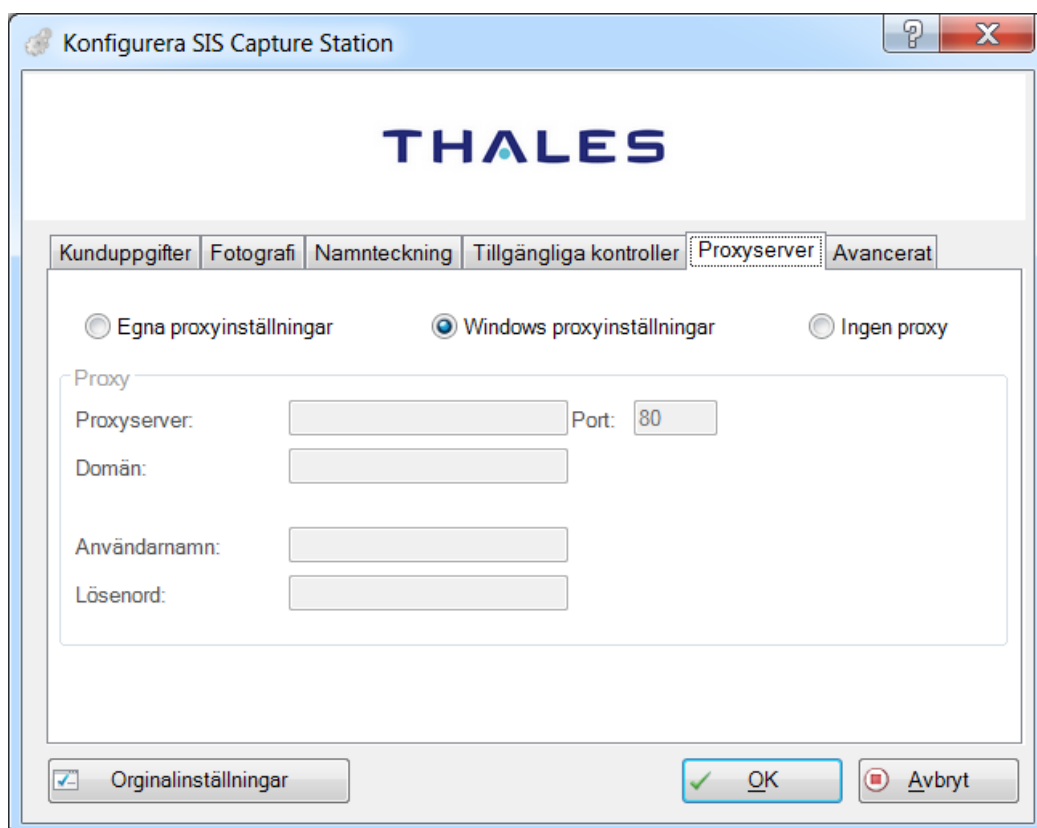 Konfigurera SIS Capture Station
THALES
Kunduppgifter Fotografi Namnteckning Tillgängliga kontroller Proxyserver Avancerat
Egna proxyinställningar Windows proxyinställningar Ingen proxy
Proxy
Proxyserver: Port: 80
Domän:
Användarnamn:
Lösenord:
Orginalinställningar OK Avbryt